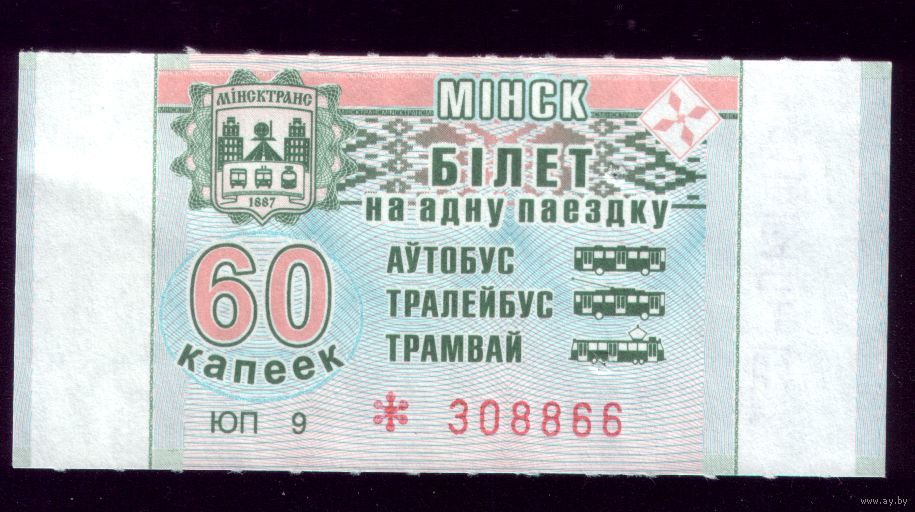 МІНСКТРАНС
1887
МІНСК
БІЛЕТ
на адну паездку
60
капеек
АЎТОБУС
ТРАЛЕЙБУС
ТРАМВАЙ
ЮП 9 * 308866
www.ay.by